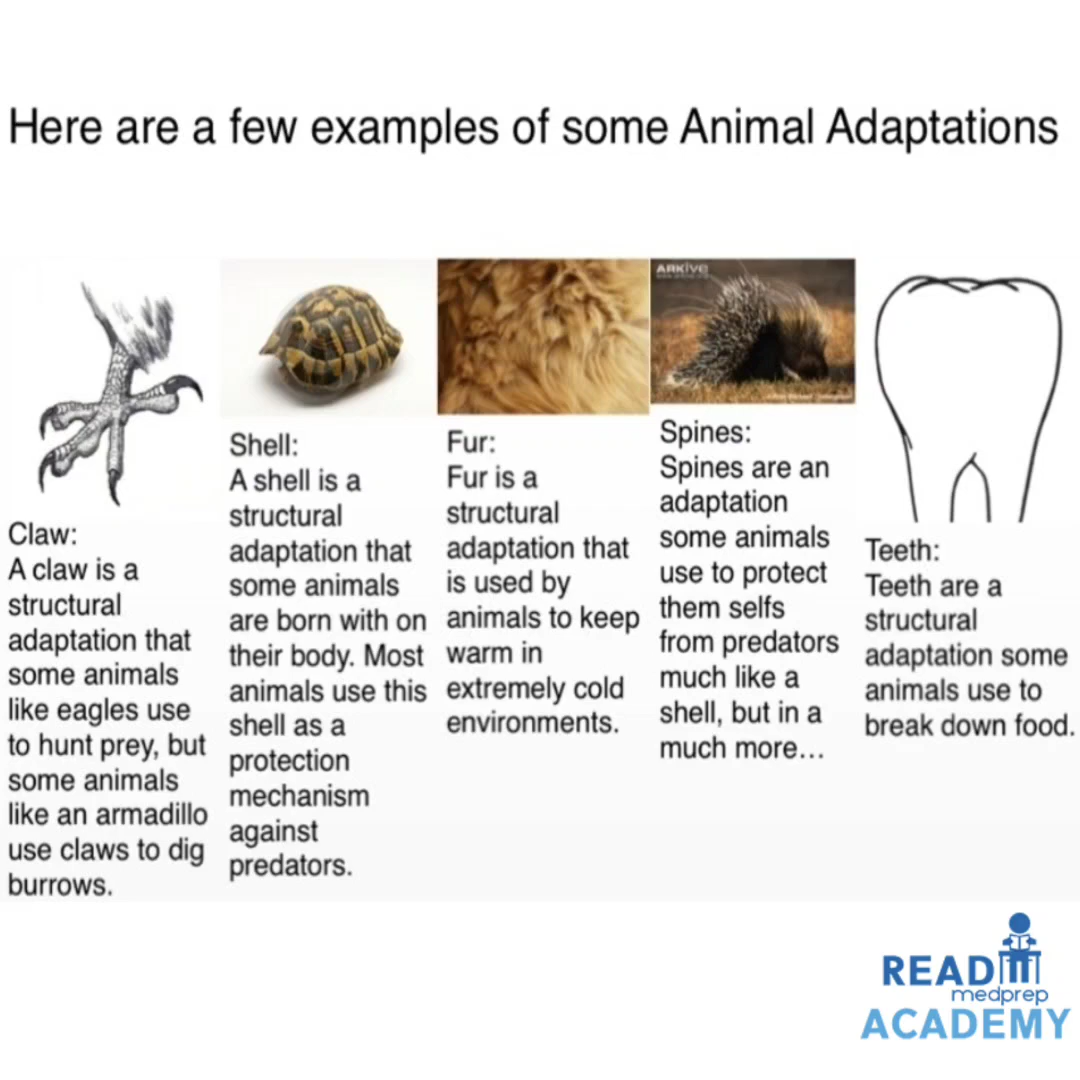 Here are a few examples of some Animal Adaptations
Claw:
A claw is a
structural
adaptation that
some animals
like eagles use
to hunt prey, but
some animals
like an armadillo
use claws to dig
burrows.
Shell:
A shell is a
structural
adaptation that
some animals
are born with on
their body. Most
animals use this
shell as a
protection
mechanism
against
predators.
Fur:
Fur is a
structural
adaptation that
is used by
animals to keep
warm in
extremely cold
environments.
ARKive
Spines:
Spines are an
adaptation
some animals
use to protect
them selfs
from predators
much like a
shell, but in a
much more…
Teeth:
Teeth are a
structural
adaptation some
animals use to
break down food.
READ
medprep
ACADEMY